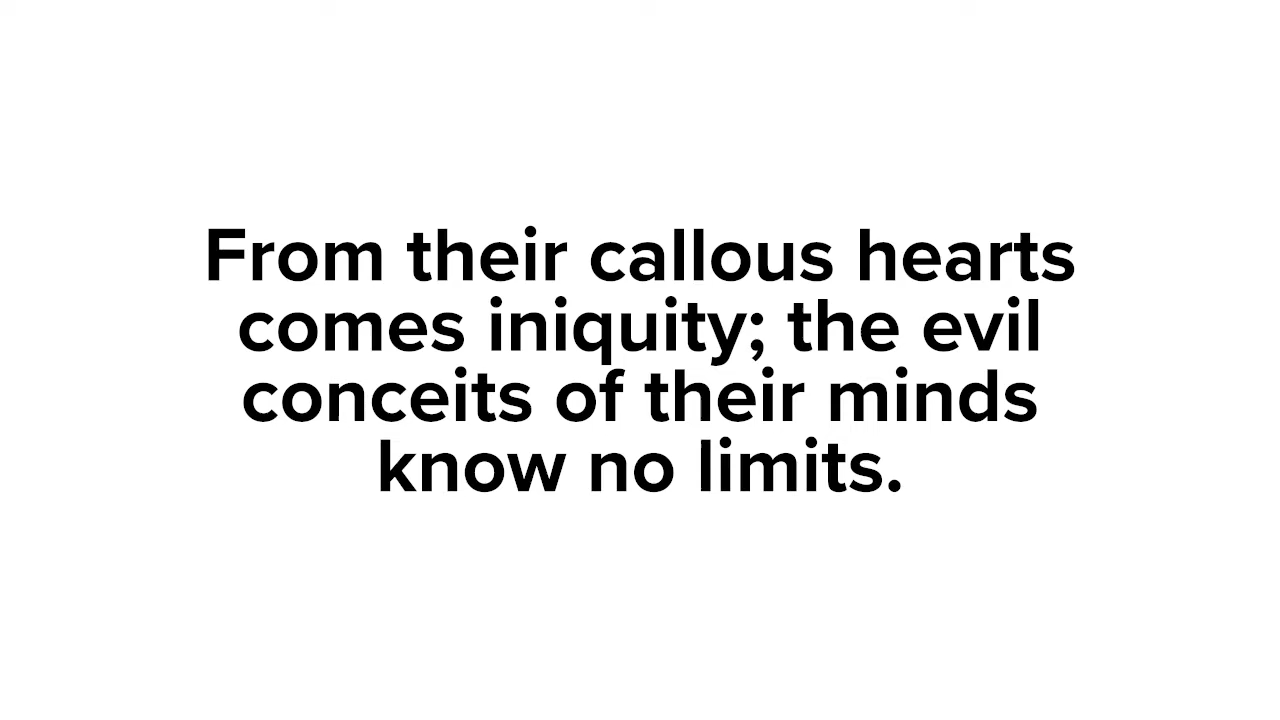 From their callous hearts
comes iniquity; the evil
conceits of their minds
know no limits.